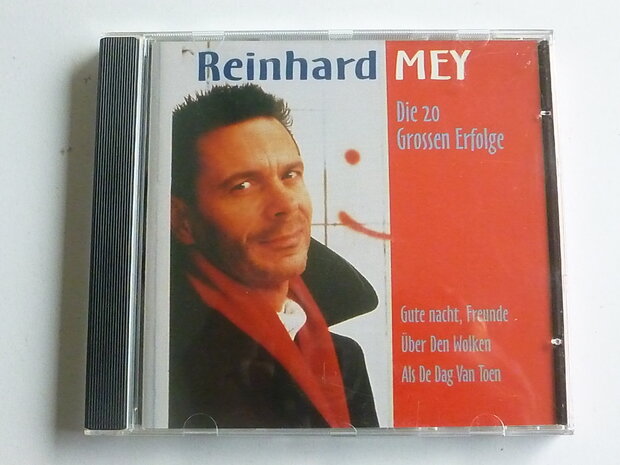 Reinhard MEY
Die 20
Grossen Erfolge
Gute nacht, Freunde
Über Den Wolken
Als De Dag Van Toen